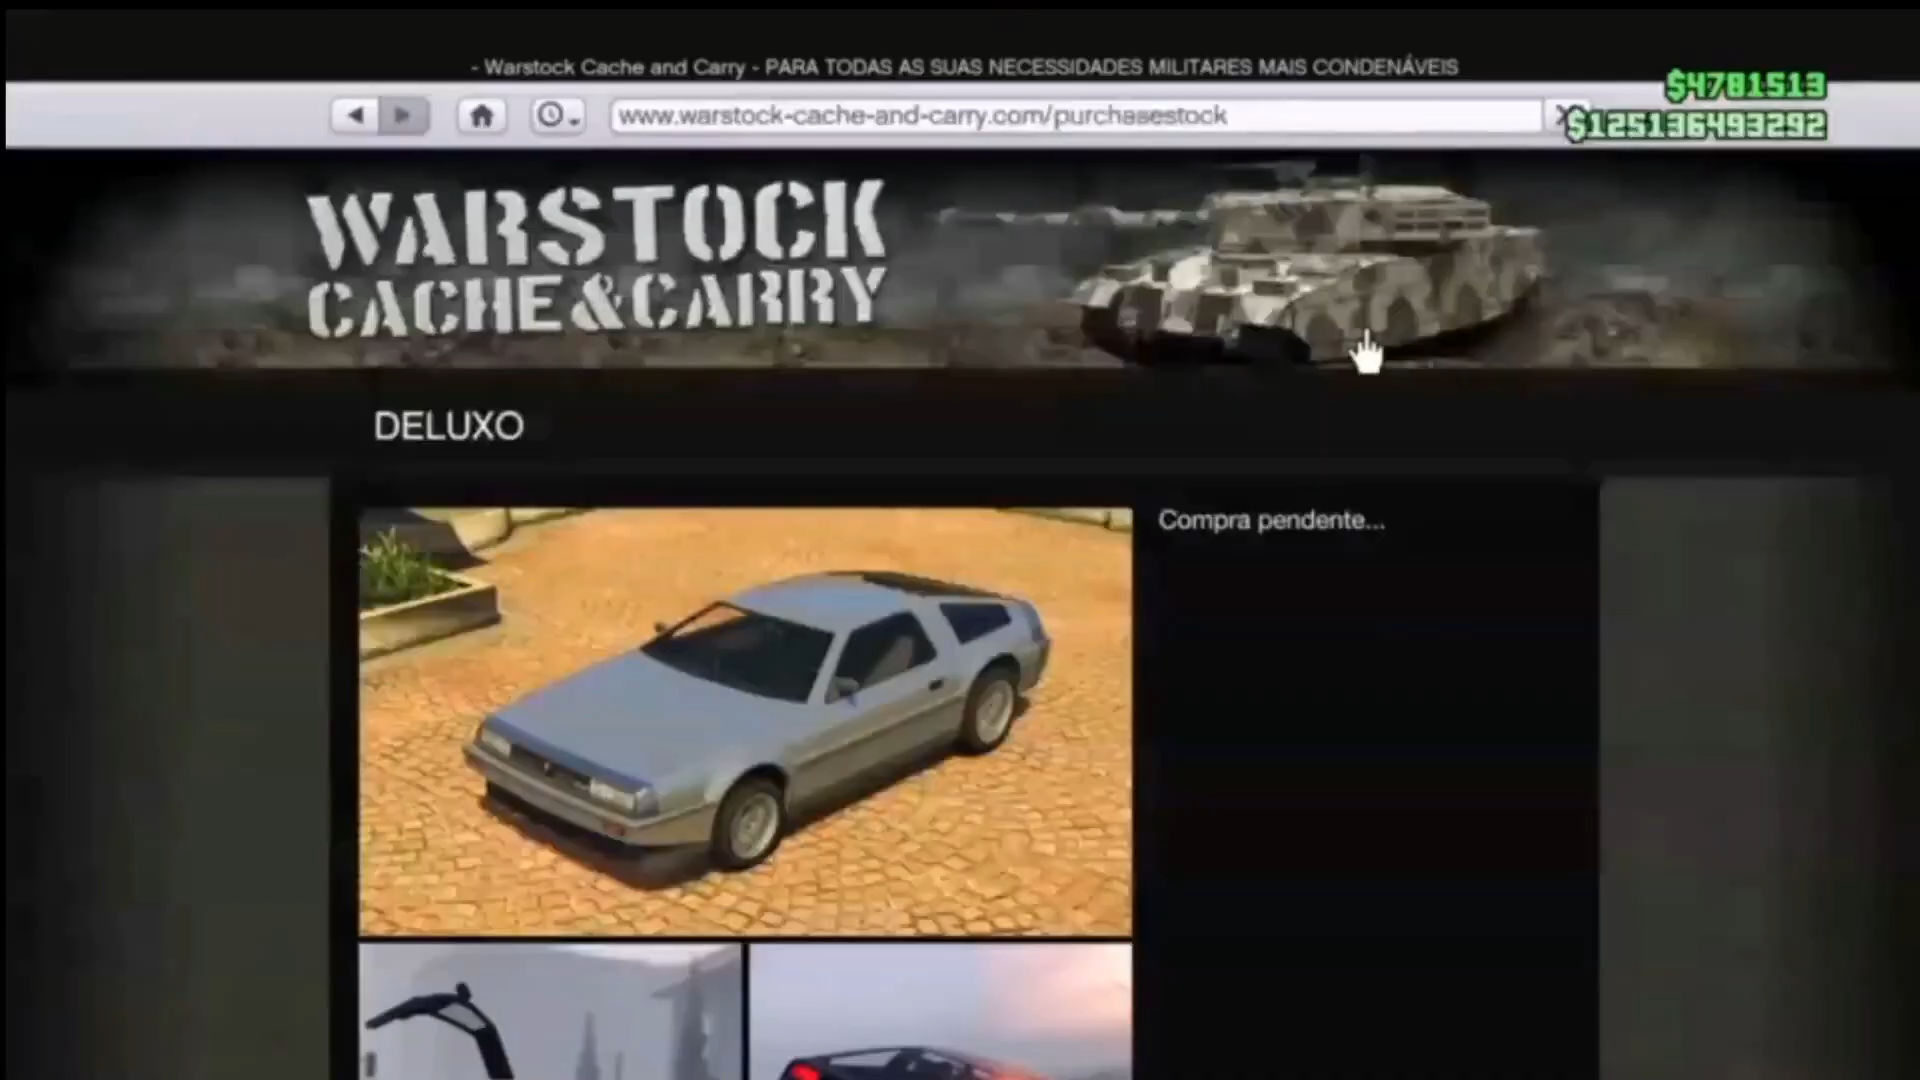 - Warstock Cache and Carry - PARA TODAS AS SUAS NECESSIDADES MILITARES MAIS CONDENÁVEIS
$4781513
www.warstock-cache-and-carry.com/purchasestock
$125136493292
WARSTOCK
CACHE&CARRY
DELUXO
Compra pendente...